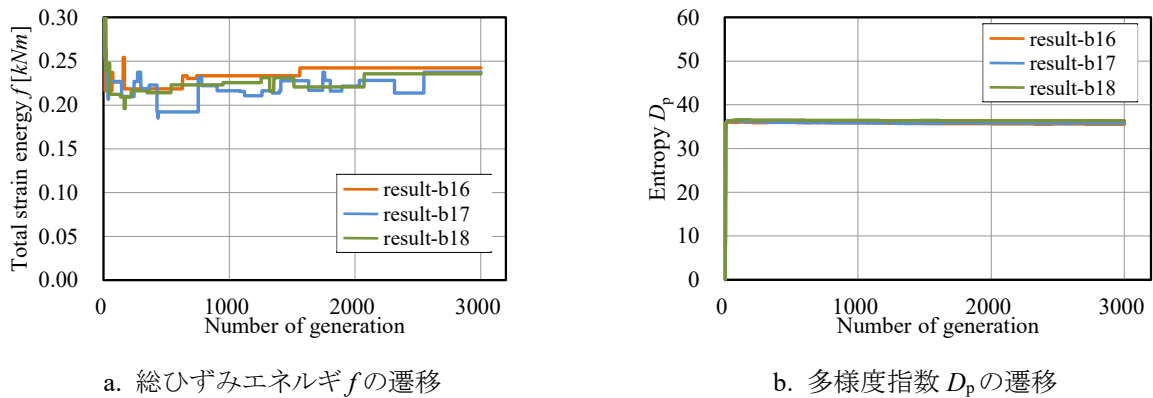 0.30
0.25
0.20
0.15
0.10
0.05
0.00
Total strain energy f [kNm]
result-b16
result-b17
result-b18
0
1000
2000
3000
Number of generation
a. 総ひずみエネルギ f の遷移
60
50
40
30
20
10
0
Entropy Dp
result-b16
result-b17
result-b18
0
1000
2000
3000
Number of generation
b. 多様度指数 Dp の遷移